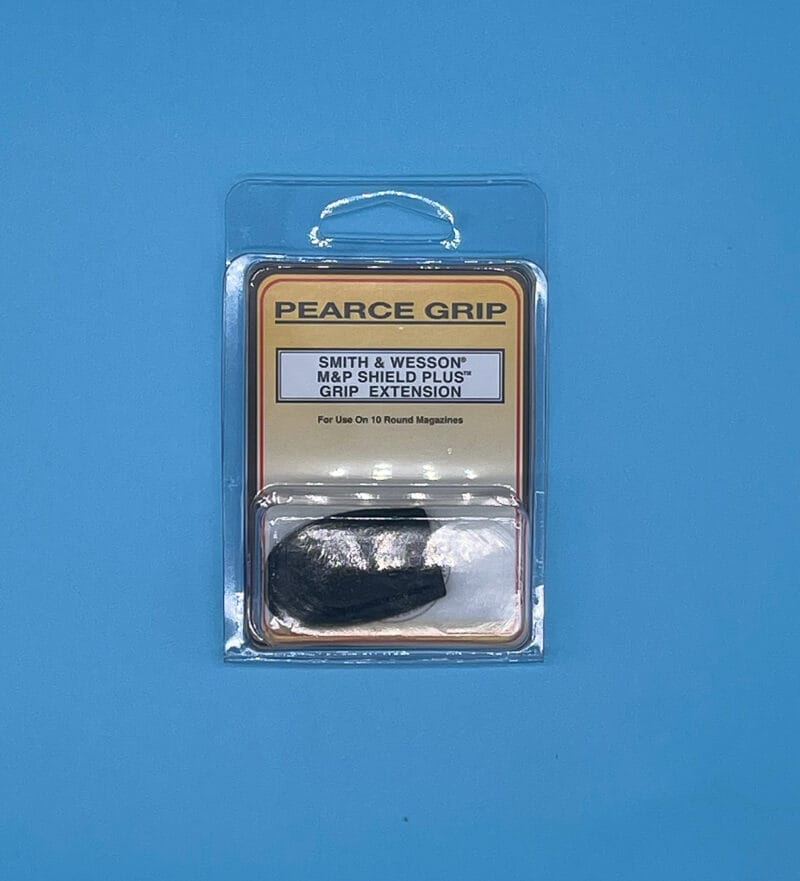 PEARCE GRIP
SMITH & WESSON®
M&P SHIELD PLUS™
GRIP EXTENSION
For Use On 10 Round Magazines